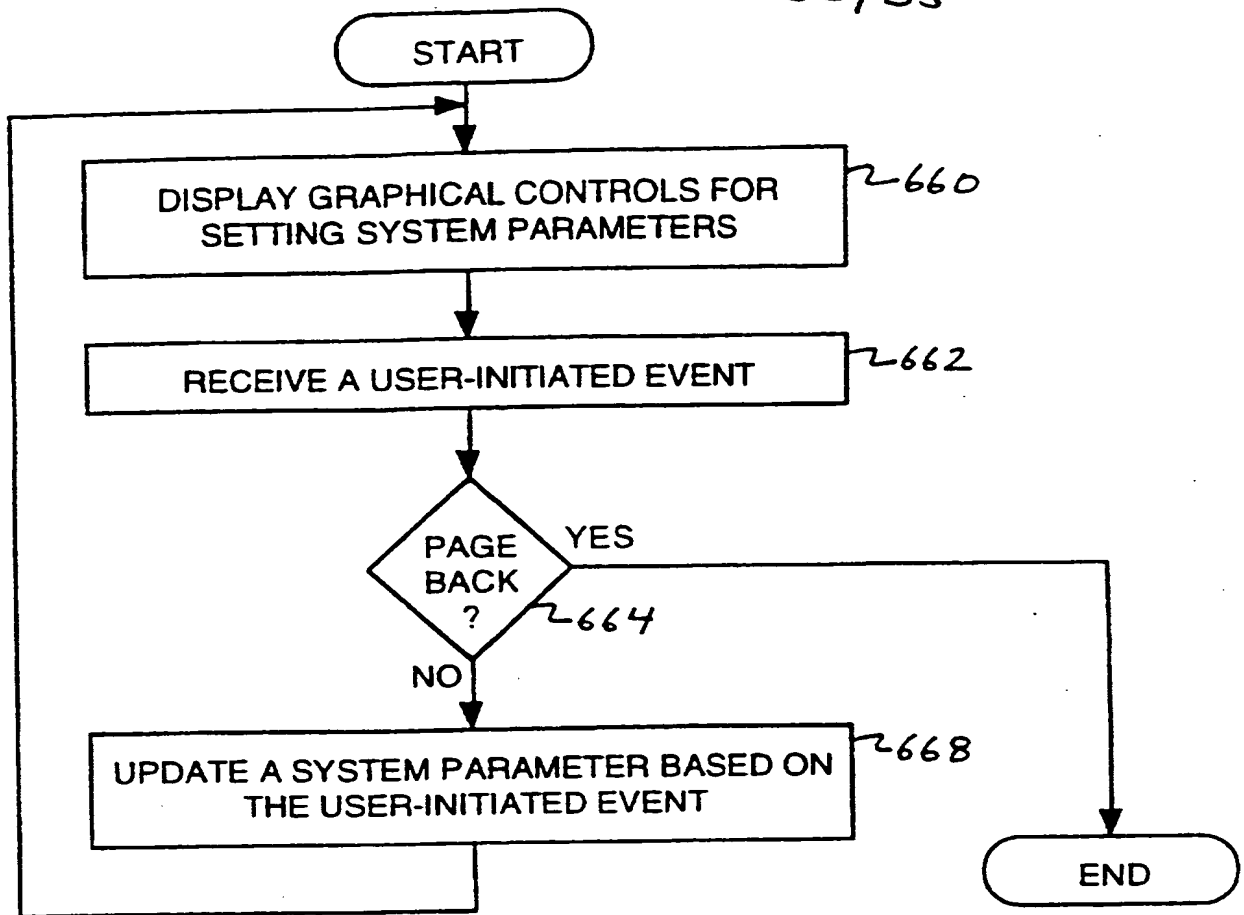 START
DISPLAY GRAPHICAL CONTROLS FOR
SETTING SYSTEM PARAMETERS
660
RECEIVE A USER-INITIATED EVENT
662
PAGE
BACK
?
YES
664
NO
UPDATE A SYSTEM PARAMETER BASED ON
THE USER-INITIATED EVENT
668
END